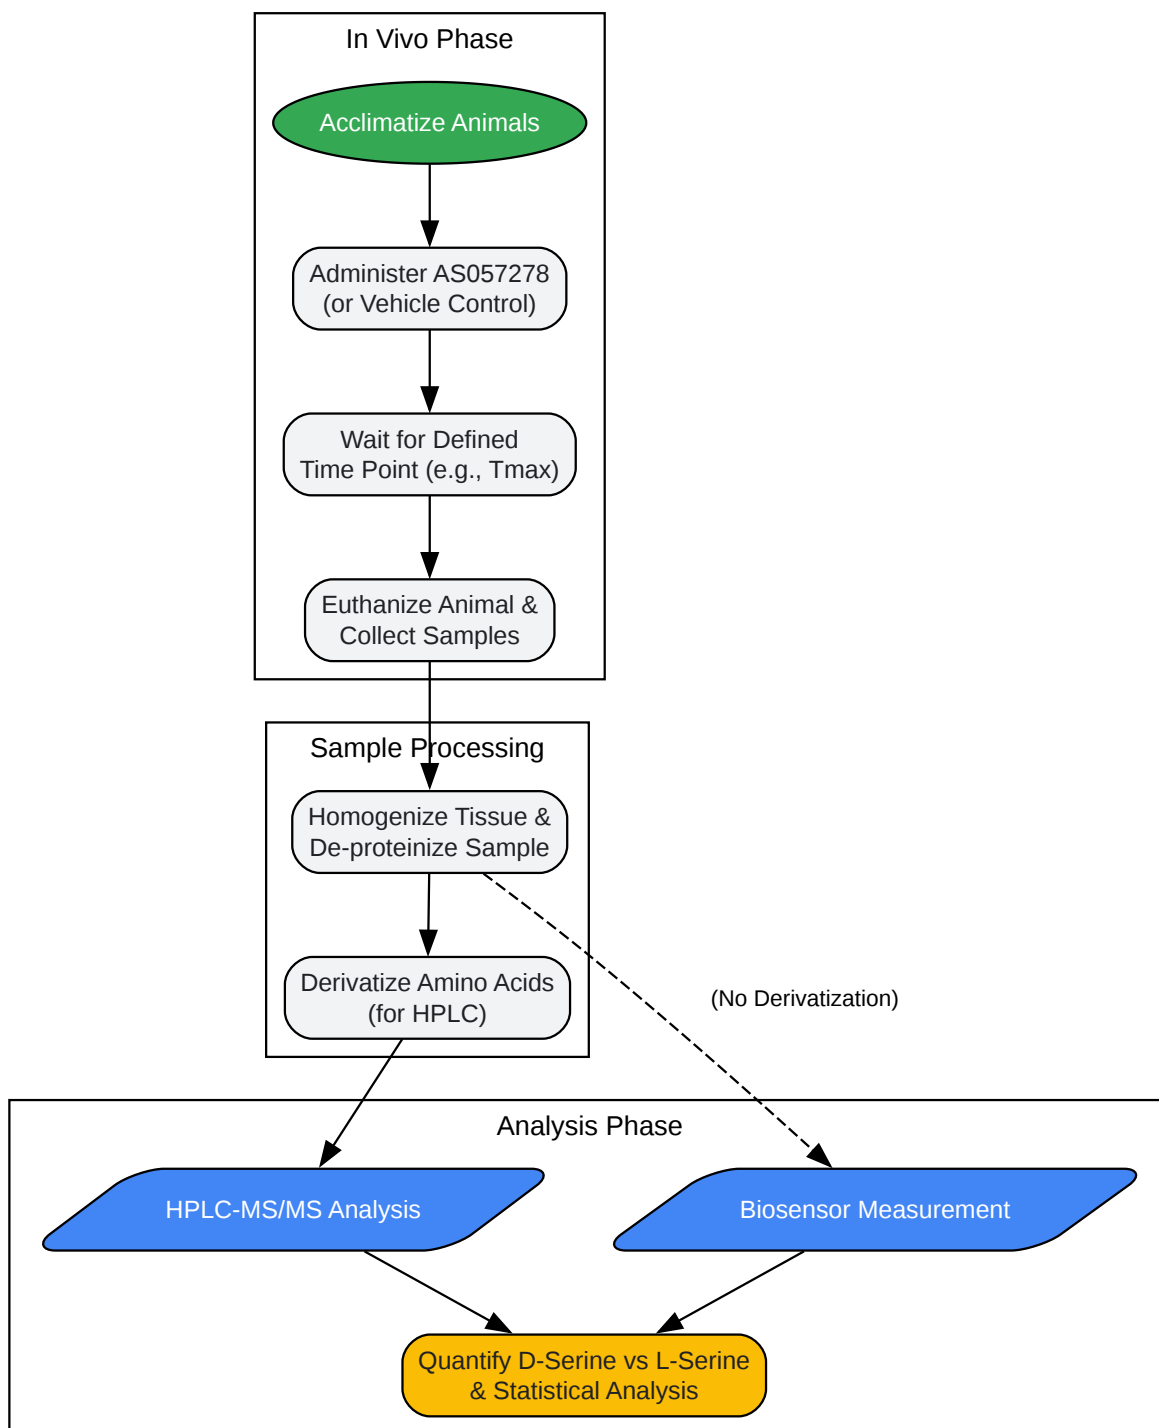 In Vivo Phase
Acclimatize Animals
Administer AS057278
(or Vehicle Control)
Wait for Defined
Time Point (e.g., Tmax)
Euthanize Animal &
Collect Samples
Sample Processing
Homogenize Tissue &
De-proteinize Sample
Derivatize Amino Acids
(for HPLC)
(No Derivatization)
Analysis Phase
HPLC-MS/MS Analysis
Biosensor Measurement
Quantify D-Serine vs L-Serine
& Statistical Analysis